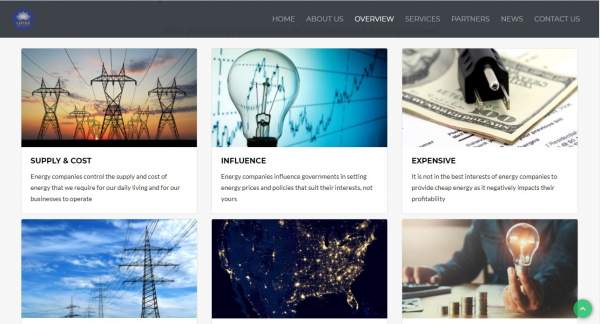 HOME ABOUT US OVERVIEW SERVICES PARTNERS NEWS CONTACT US
SUPPLY & COST
Energy companies control the supply and cost of
energy that we require for our daily living and for our
businesses to operate
INFLUENCE
Energy companies influence governments in setting
energy prices and policies that suit their interests, not
yours
EXPENSIVE
It is not in the best interests of energy companies to
provide cheap energy as it negatively impacts their
profitability